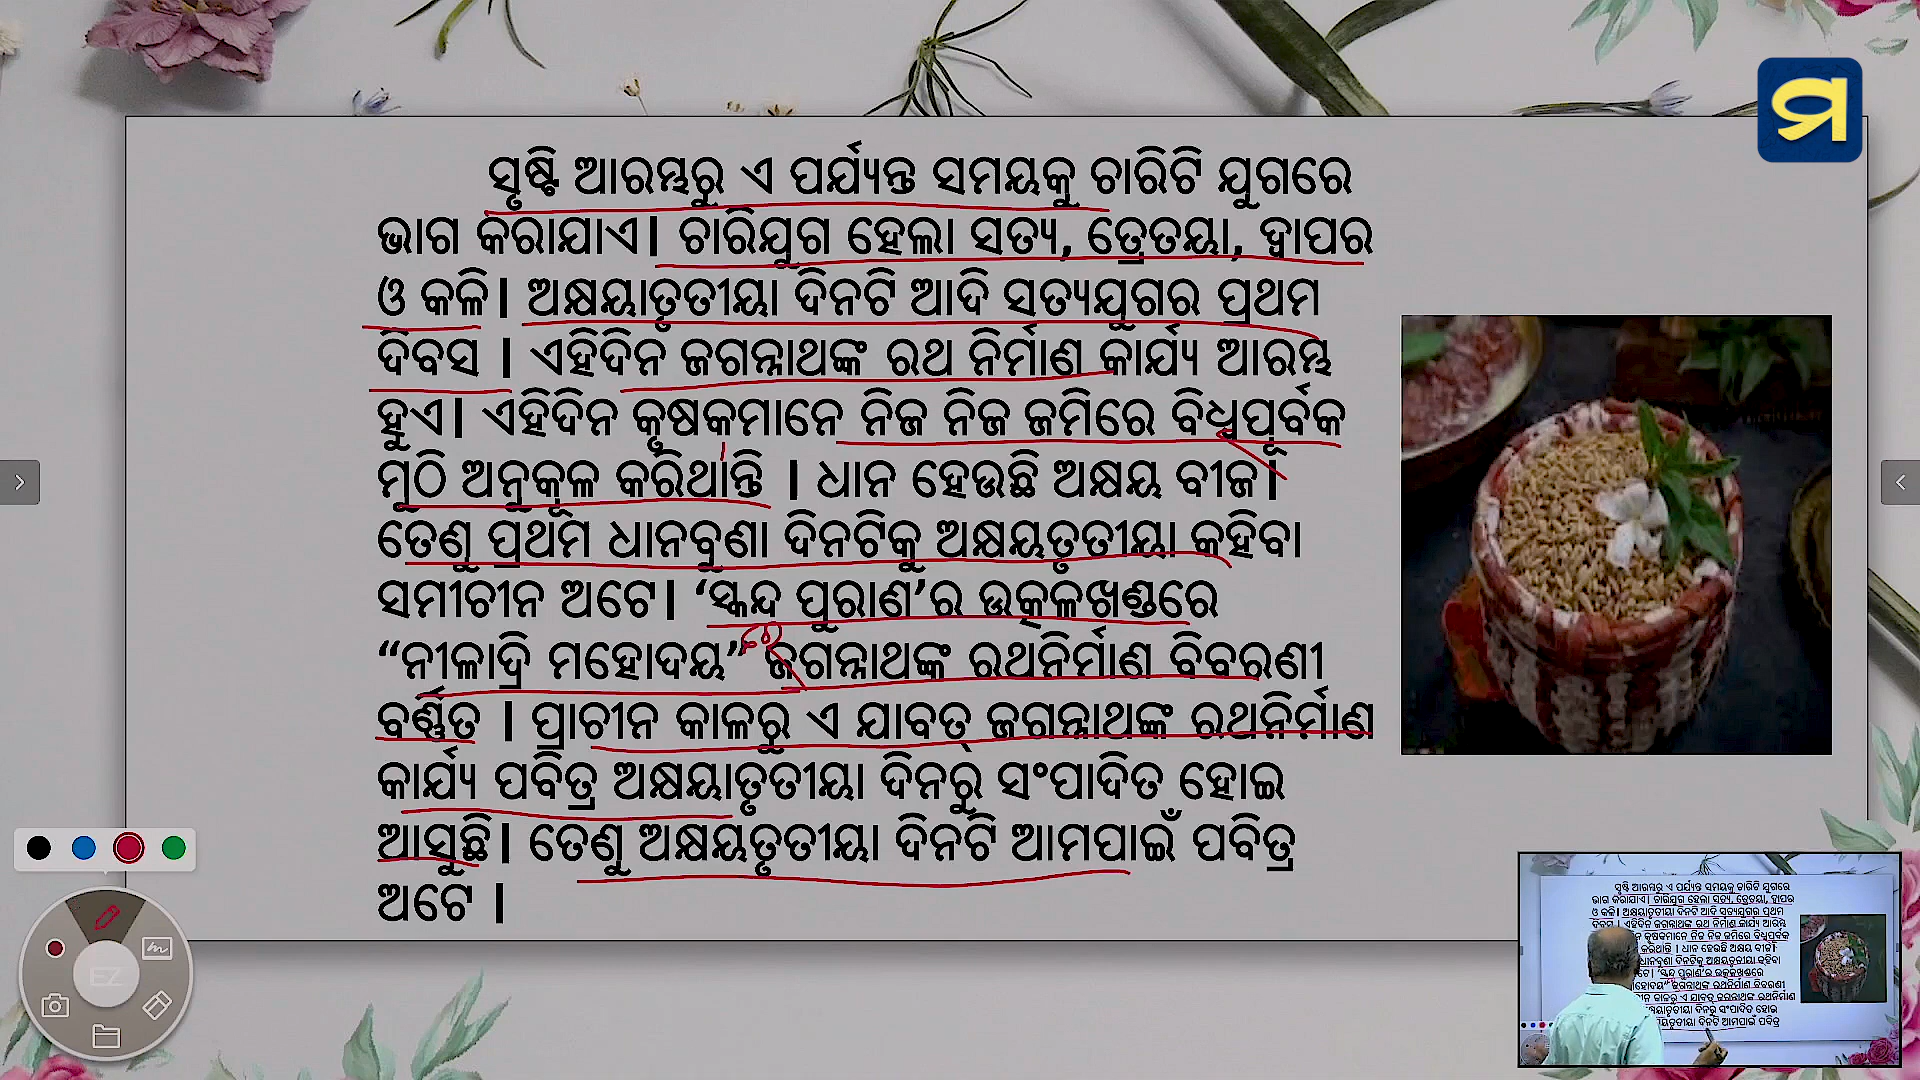 ସୃଷ୍ଟି ଆରମ୍ଭରୁ ଏ ପର୍ଯ୍ୟନ୍ତ ସମୟକୁ ଚାରିଟି ଯୁଗରେ
ଭାଗ କରାଯାଏ। ଚାରିଯୁଗ ହେଲା ସତ୍ୟ, ତ୍ରେତୟା, ଦ୍ୱାପର
ଓ କଳି। ଅକ୍ଷୟାତୃତୀୟା ଦିନଟି ଆଦି ସତ୍ୟଯୁଗର ପ୍ରଥମ
ଦିବସ । ଏହିଦିନ ଜଗନ୍ନାଥଙ୍କ ରଥ ନିର୍ମାଣ କାର୍ଯ୍ୟ ଆରମ୍ଭ
ହୁଏ। ଏହିଦିନ କୃଷକମାନେ ନିଜ ନିଜ ଜମିରେ ବିଧିପୂର୍ବକ
ମୁଠି ଅନୁକୂଳ କରିଥା'ନ୍ତି । ଧାନ ହେଉଛି ଅକ୍ଷୟ ବୀଜ।
ତେଣୁ ପ୍ରଥମ ଧାନବୁଣା ଦିନଟିକୁ ଅକ୍ଷୟତୃତୀୟା କହିବା
ସମୀଚୀନ ଅଟେ। ‘ସ୍କନ୍ଦ ପୁରାଣ’ର ଉତ୍କଳଖଣ୍ଡରେ
“ନୀଳାଦ୍ରି ମହୋଦୟ” ଜଗନ୍ନାଥଙ୍କ ରଥନିର୍ମାଣ ବିବରଣୀ
ବର୍ଣ୍ଣିତ । ପ୍ରାଚୀନ କାଳରୁ ଏ ଯାବତ୍ ଜଗନ୍ନାଥଙ୍କ ରଥନିର୍ମାଣ
କାର୍ଯ୍ୟ ପବିତ୍ର ଅକ୍ଷୟାତୃତୀୟା ଦିନରୁ ସଂପାଦିତ ହୋଇ
ଆସୁଛି। ତେଣୁ ଅକ୍ଷୟତୃତୀୟା ଦିନଟି ଆମପାଇଁ ପବିତ୍ର
ଅଟେ ।
EZ